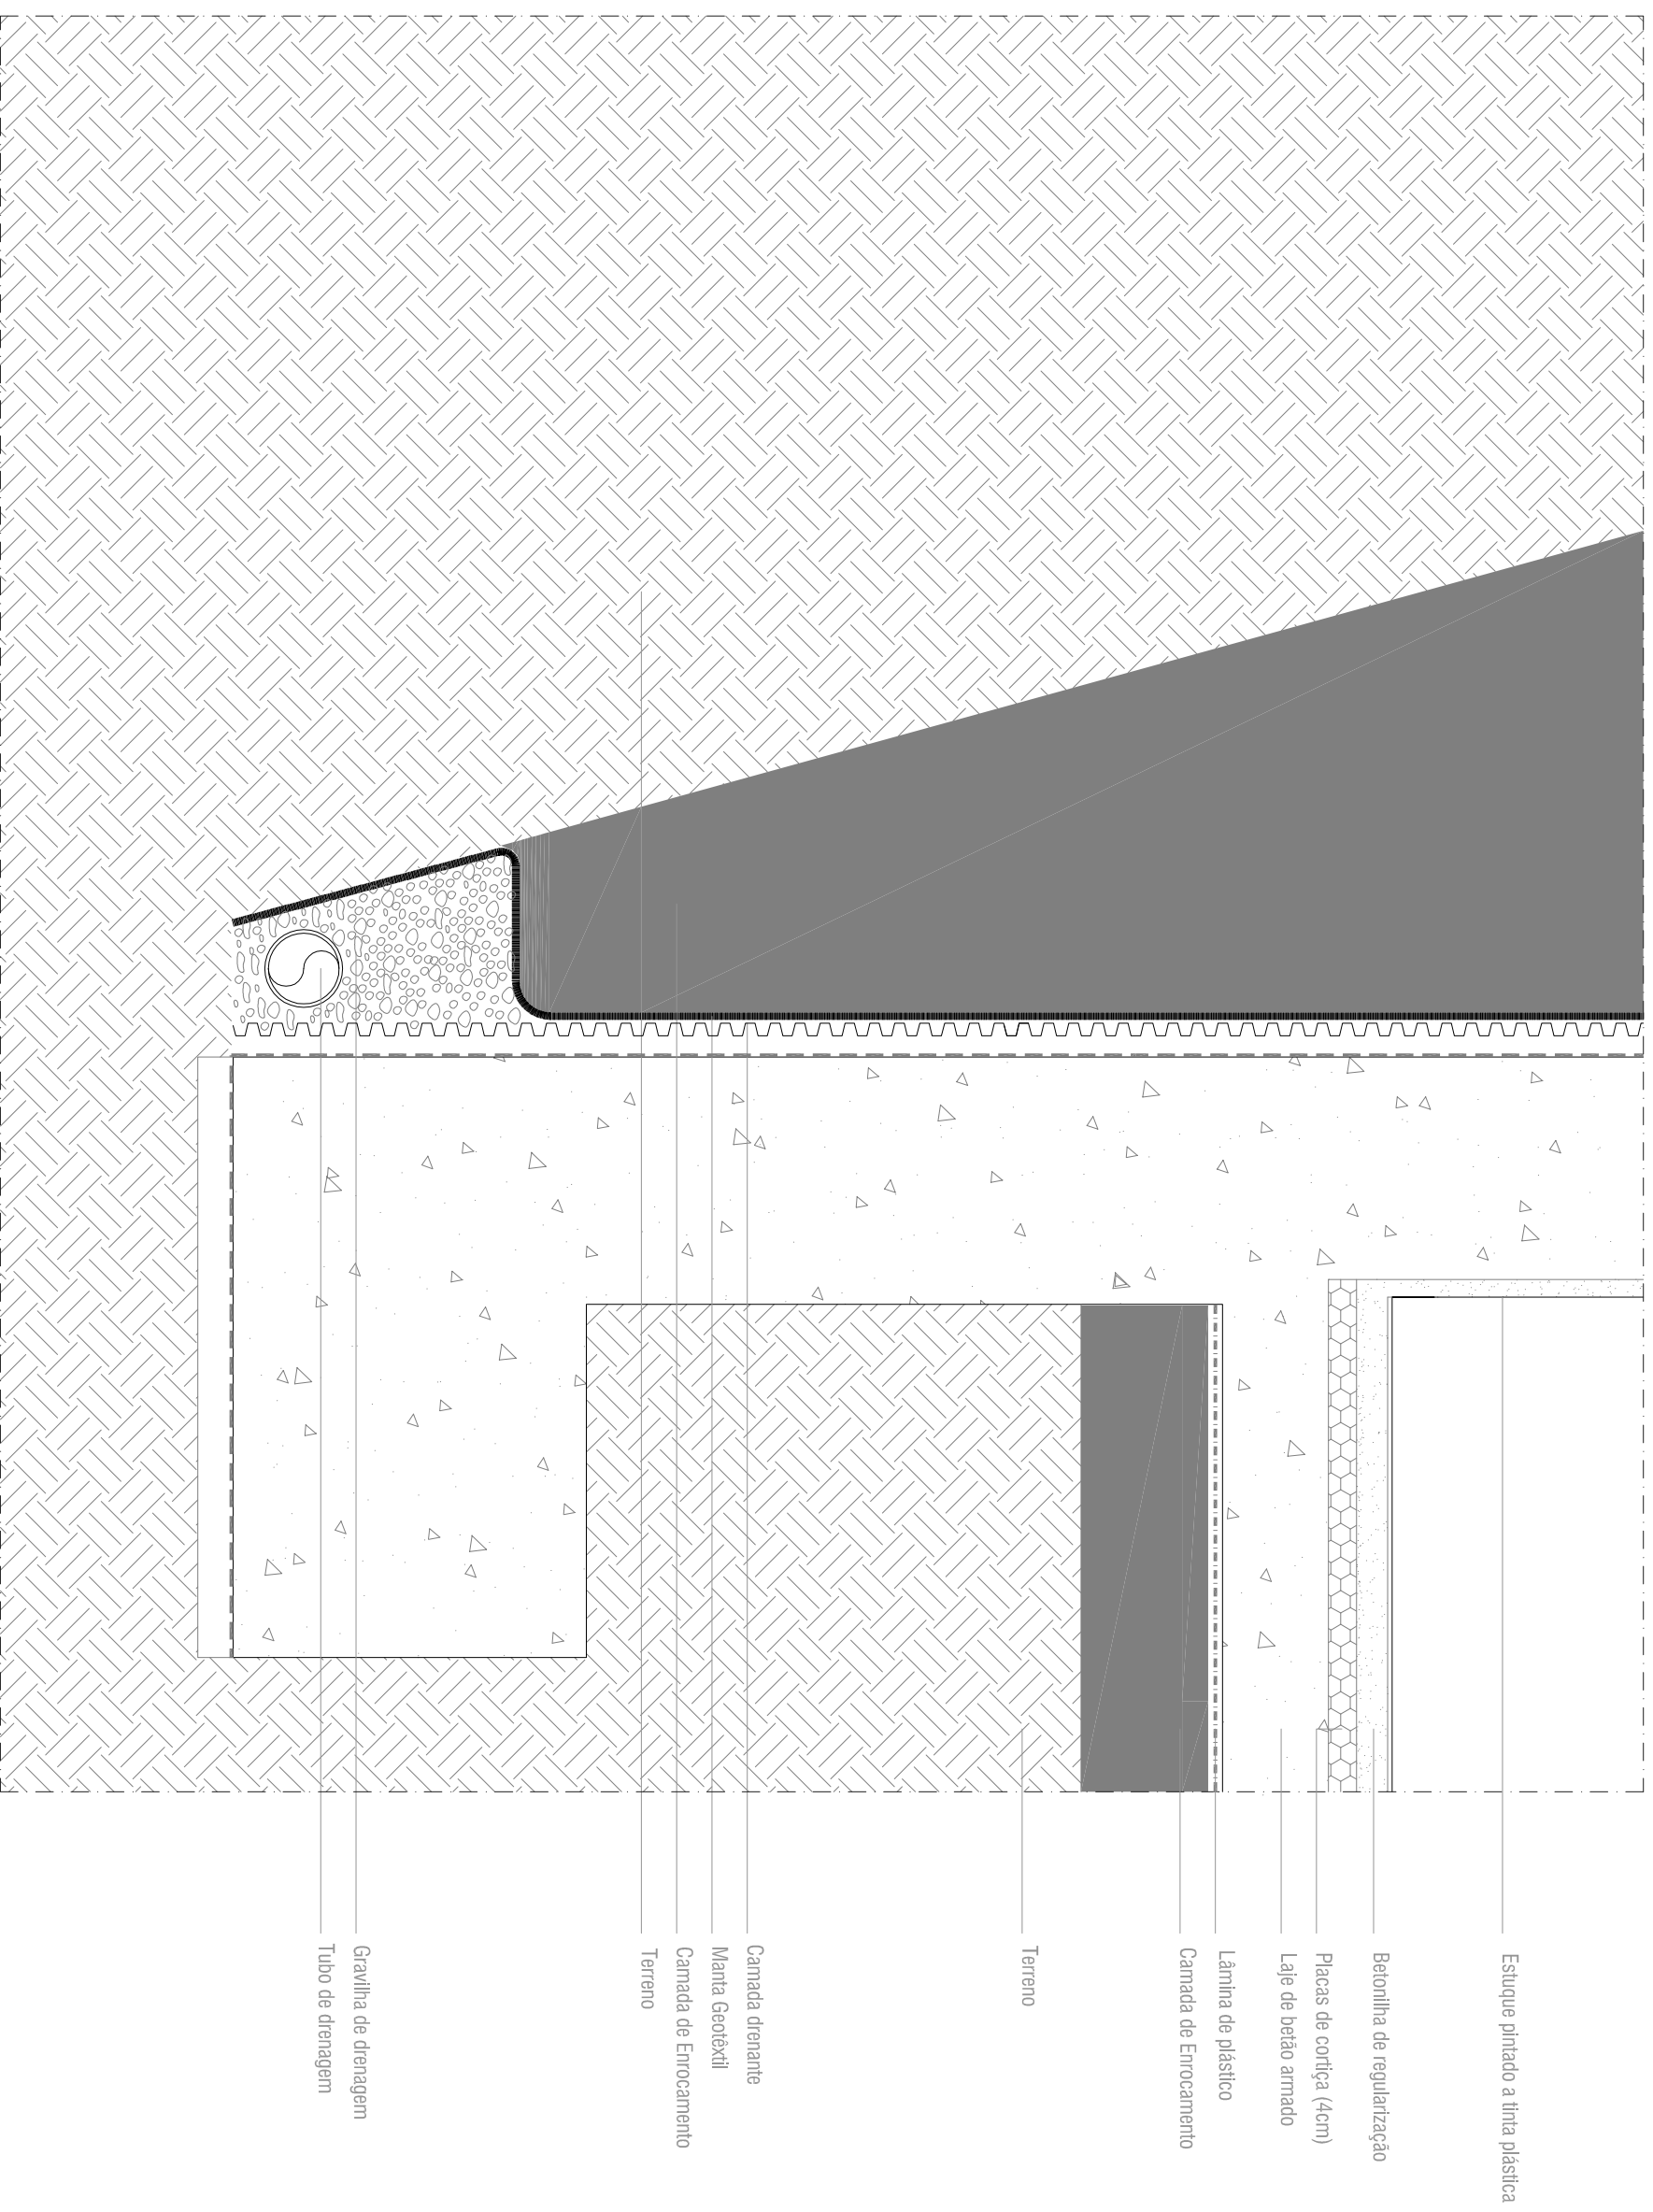 Estuque pintado a tinta plástica
Betonilha de regularização
Placas de cortiça (4cm)
Laje de betão armado
Lâmina de plástico
Camada de Enrocamento
Terreno
Camada drenante
Manta Geotêxtil
Camada de Enrocamento
Terreno
Gravilha de drenagem
Tubo de drenagem